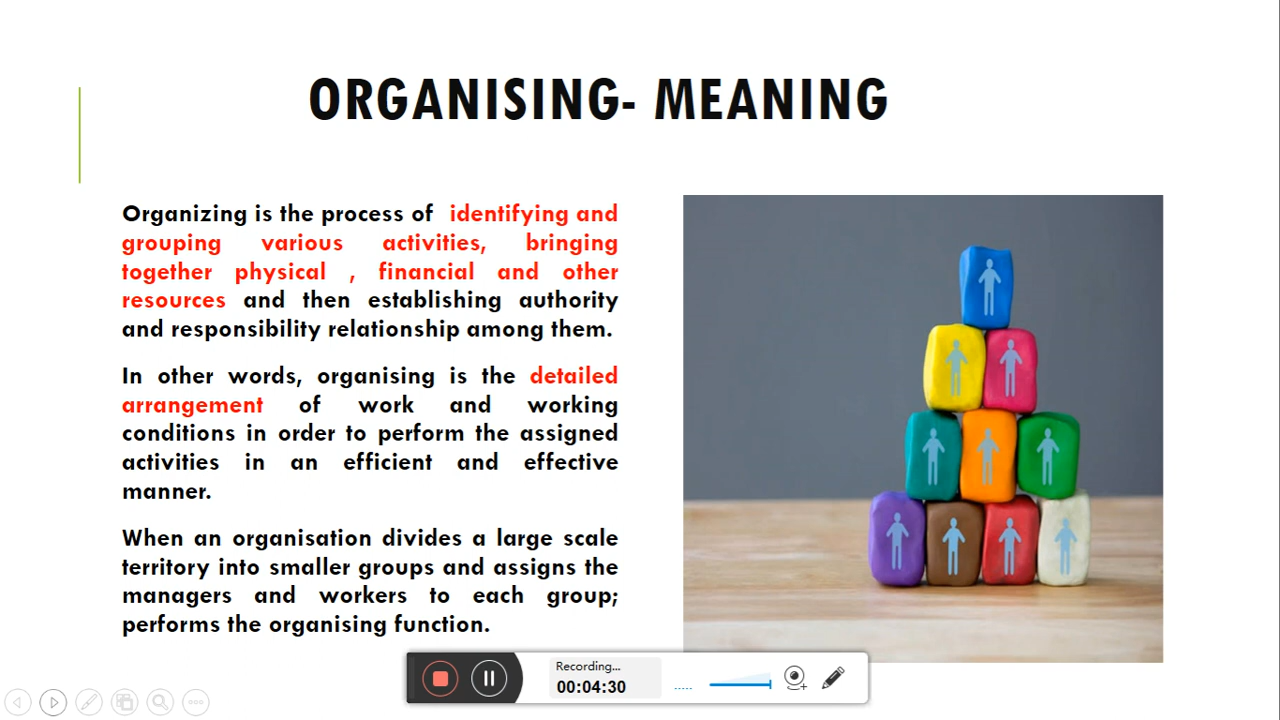 ORGANISING- MEANING
Organizing is the process of identifying and
grouping various activities, bringing
together physical , financial and other
resources and then establishing authority
and responsibility relationship among them.
In other words, organising is the detailed
arrangement of work and working
conditions in order to perform the assigned
activities in an efficient and effective
manner.
When an organisation divides a large scale
territory into smaller groups and assigns the
managers and workers to each group;
performs the organising function.
Recording...
00:04:30